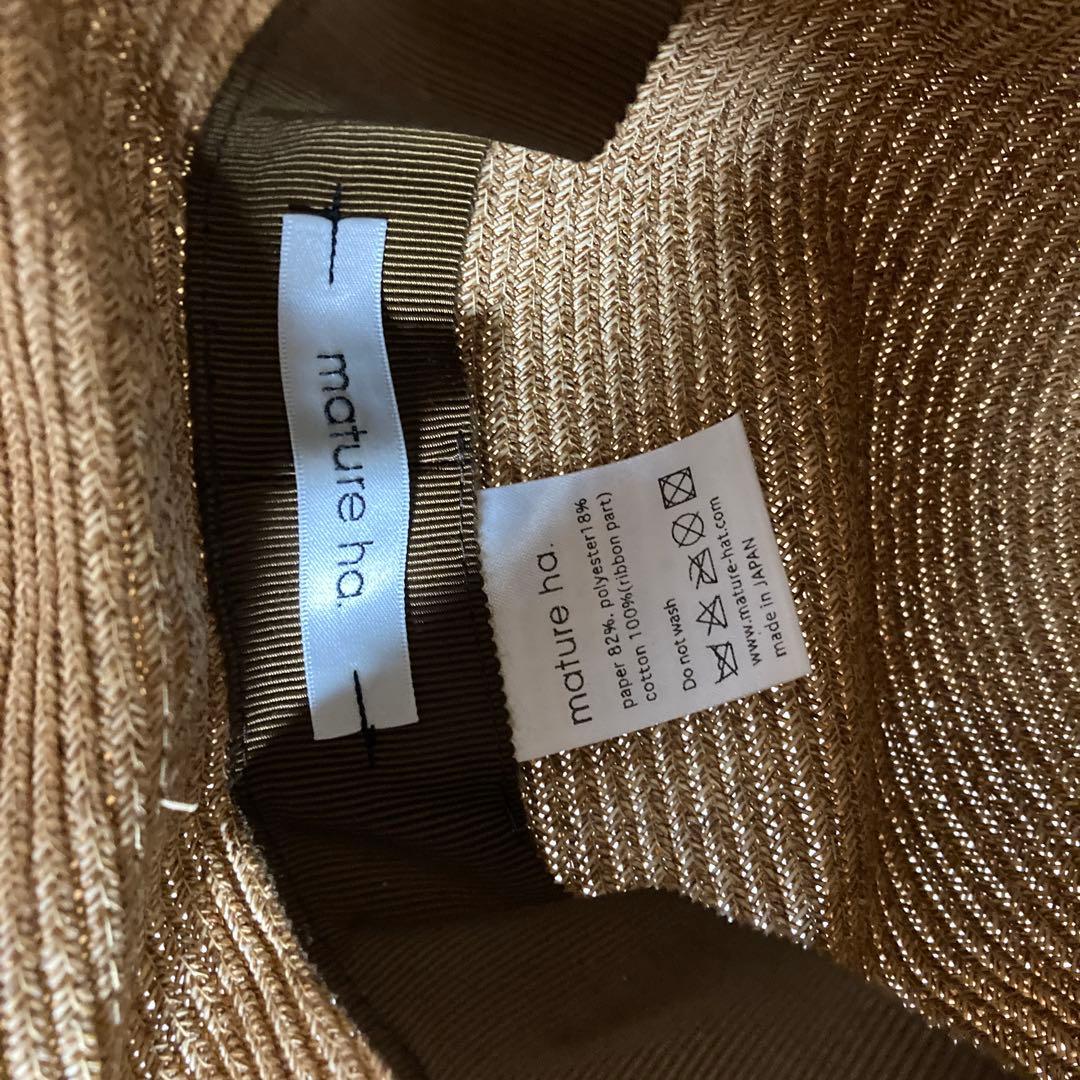 mature ha.
mature ha.
paper 82%. polyester18%
cotton 100%(ribbon part)
Do not wash
www.mature-hat.com
made in JAPAN